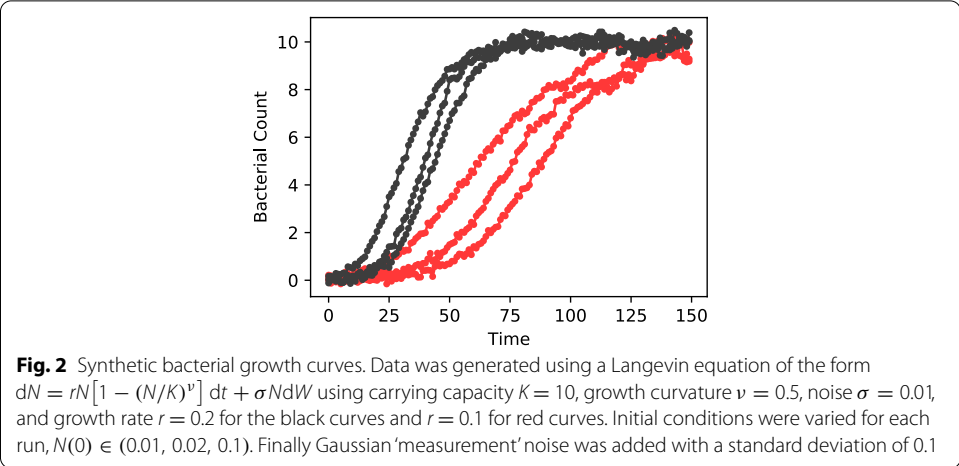 10
8
6
4
2
0
Bacterial Count
0 25 50 75 100 125 150
Time
Fig. 2 Synthetic bacterial growth curves. Data was generated using a Langevin equation of the form
dN = rN[1 − (N/K)^ν] dt + σNdW using carrying capacity K = 10, growth curvature ν = 0.5, noise σ = 0.01,
and growth rate r = 0.2 for the black curves and r = 0.1 for red curves. Initial conditions were varied for each
run, N(0) ∈ (0.01, 0.02, 0.1). Finally Gaussian ‘measurement’ noise was added with a standard deviation of 0.1